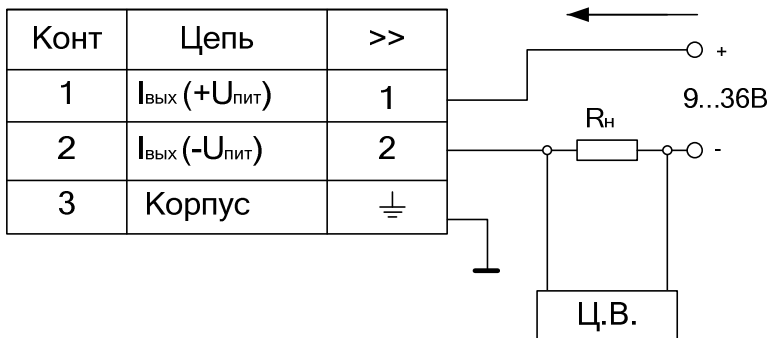 Конт Цепь >>
1 Iвых (+Uпит) 1
2 Iвых (-Uпит) 2
3 Корпус
+
9...36В
-
Rн
Ц.В.